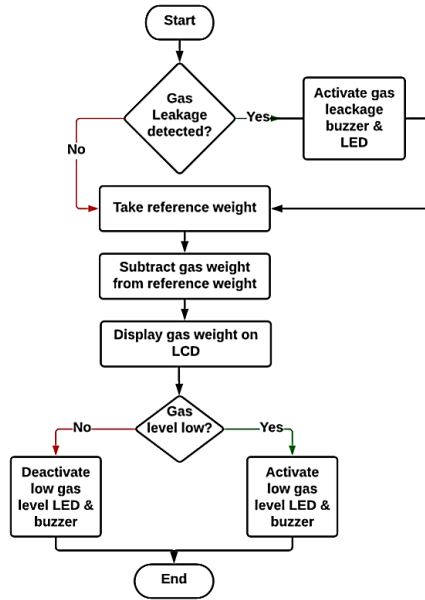 Start
Gas
Leakage
detected?
Yes
Activate gas
leackage
buzzer &
LED
No
Take reference weight
Subtract gas weight
from reference weight
Display gas weight on
LCD
Gas
level low?
No
Yes
Deactivate
low gas
level LED &
buzzer
Activate
low gas
level LED &
buzzer
End